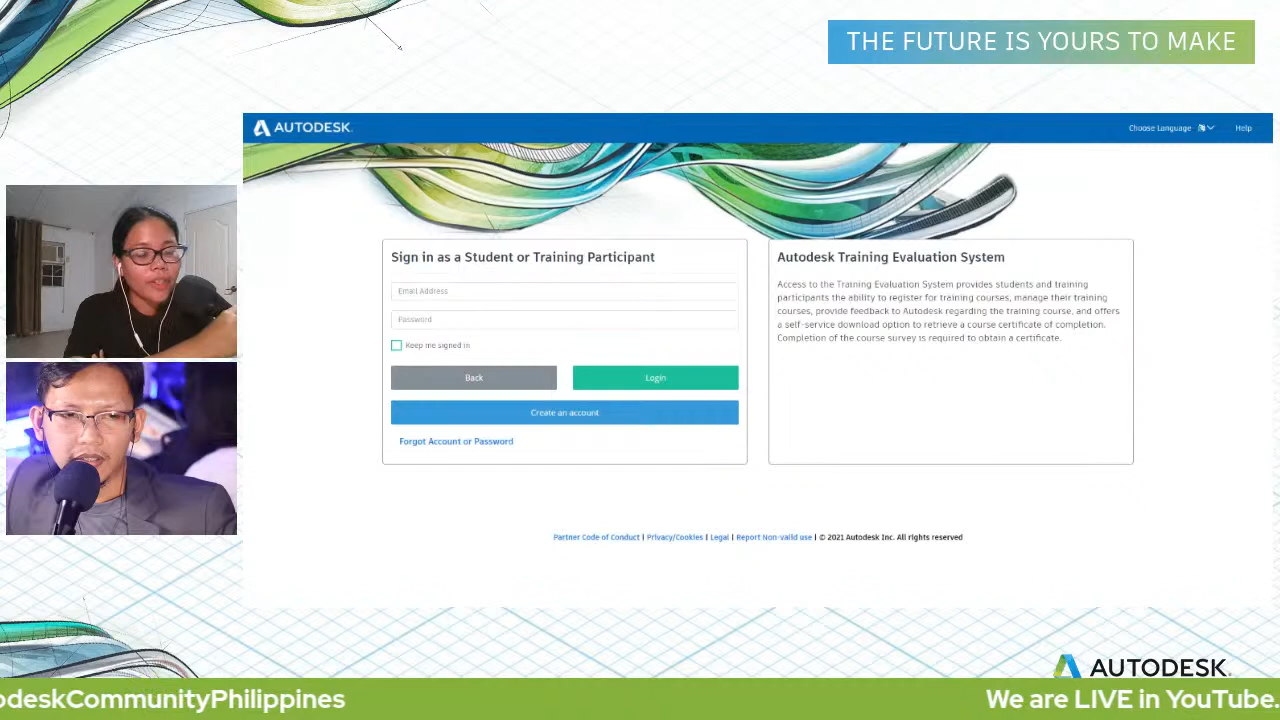 THE FUTURE IS YOURS TO MAKE
AUTODESK.
Choose Language
Help
Sign in as a Student or Training Participant
Email Address
Password
Keep me signed in
Back
Login
Create an account
Forgot Account or Password
Autodesk Training Evaluation System
Access to the Training Evaluation System provides students and training
participants the ability to register for training courses, manage their training
courses, provide feedback to Autodesk regarding the training course, and offers
a self-service download option to retrieve a course certificate of completion.
Completion of the course survey is required to obtain a certificate.
Partner Code of Conduct | Privacy/Cookies | Legal | Report Non-valid use | © 2021 Autodesk Inc. All rights reserved
AUTODESK.
odeskCommunityPhilippines
We are LIVE in YouTube.